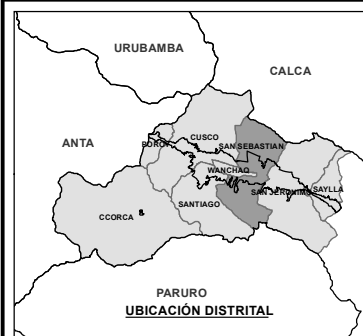 URUBAMBA
CALCA
ANTA
CUSCO
POROY
SAN SEBASTIAN
WANCHAQ
SAN JERONIMO
SAYLLA
CCORCA
SANTIAGO
PARURO
UBICACIÓN DISTRITAL